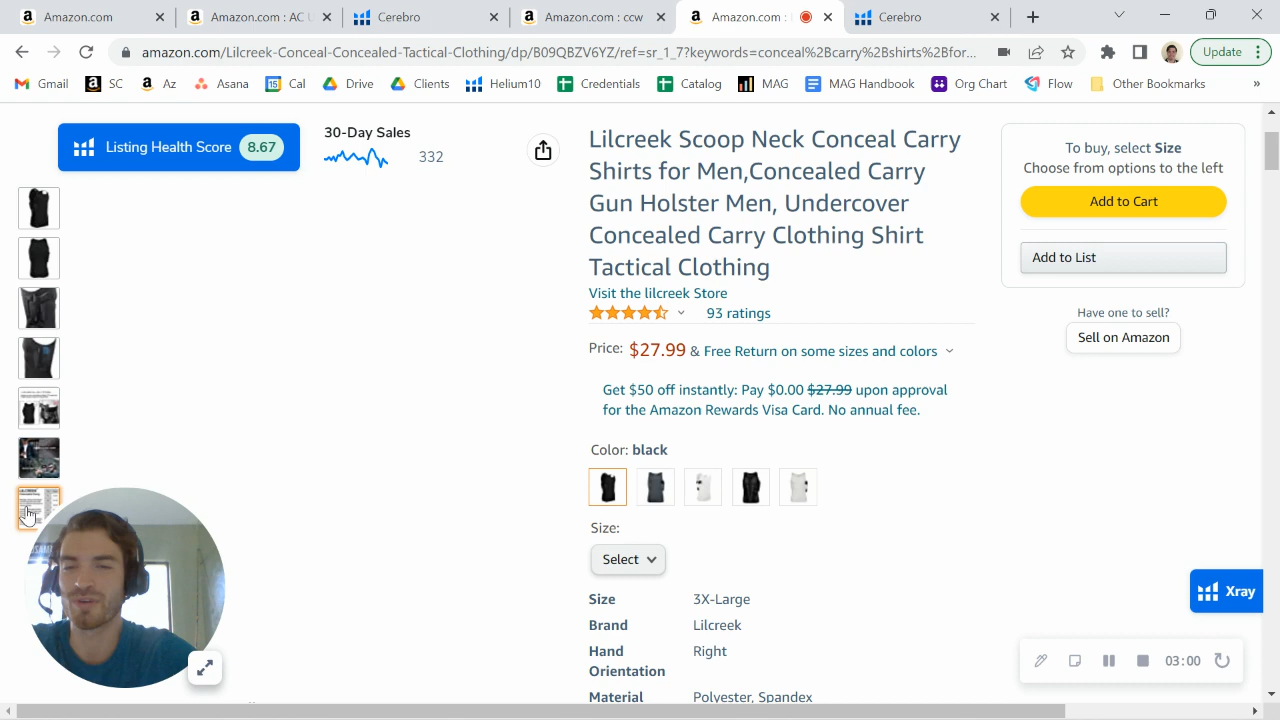 Amazon.com
Amazon.com : AC U
Cerebro
Amazon.com : ccw
Amazon.com :
Cerebro
amazon.com/Lilcreek-Conceal-Concealed-Tactical-Clothing/dp/B09QBZV6YZ/ref=sr_1_7?keywords=conceal%2Bcarry%2Bshirts%2Bfor...
Update
Gmail
SC
Az
Asana
15
Cal
Drive
Clients
Helium10
Credentials
Catalog
MAG
MAG Handbook
Org Chart
Flow
Other Bookmarks
»
Listing Health Score 8.67
30-Day Sales
332
Lilcreek Scoop Neck Conceal Carry
Shirts for Men,Concealed Carry
Gun Holster Men, Undercover
Concealed Carry Clothing Shirt
Tactical Clothing
Visit the lilcreek Store
93 ratings
Price: $27.99 & Free Return on some sizes and colors
Get $50 off instantly: Pay $0.00 $27.99 upon approval
for the Amazon Rewards Visa Card. No annual fee.
Color: black
Size:
Select
Size 3X-Large
Brand Lilcreek
Hand Right
Orientation
Material Polyester, Spandex
To buy, select Size
Choose from options to the left
Add to Cart
Add to List
Have one to sell?
Sell on Amazon
Xray
03:00